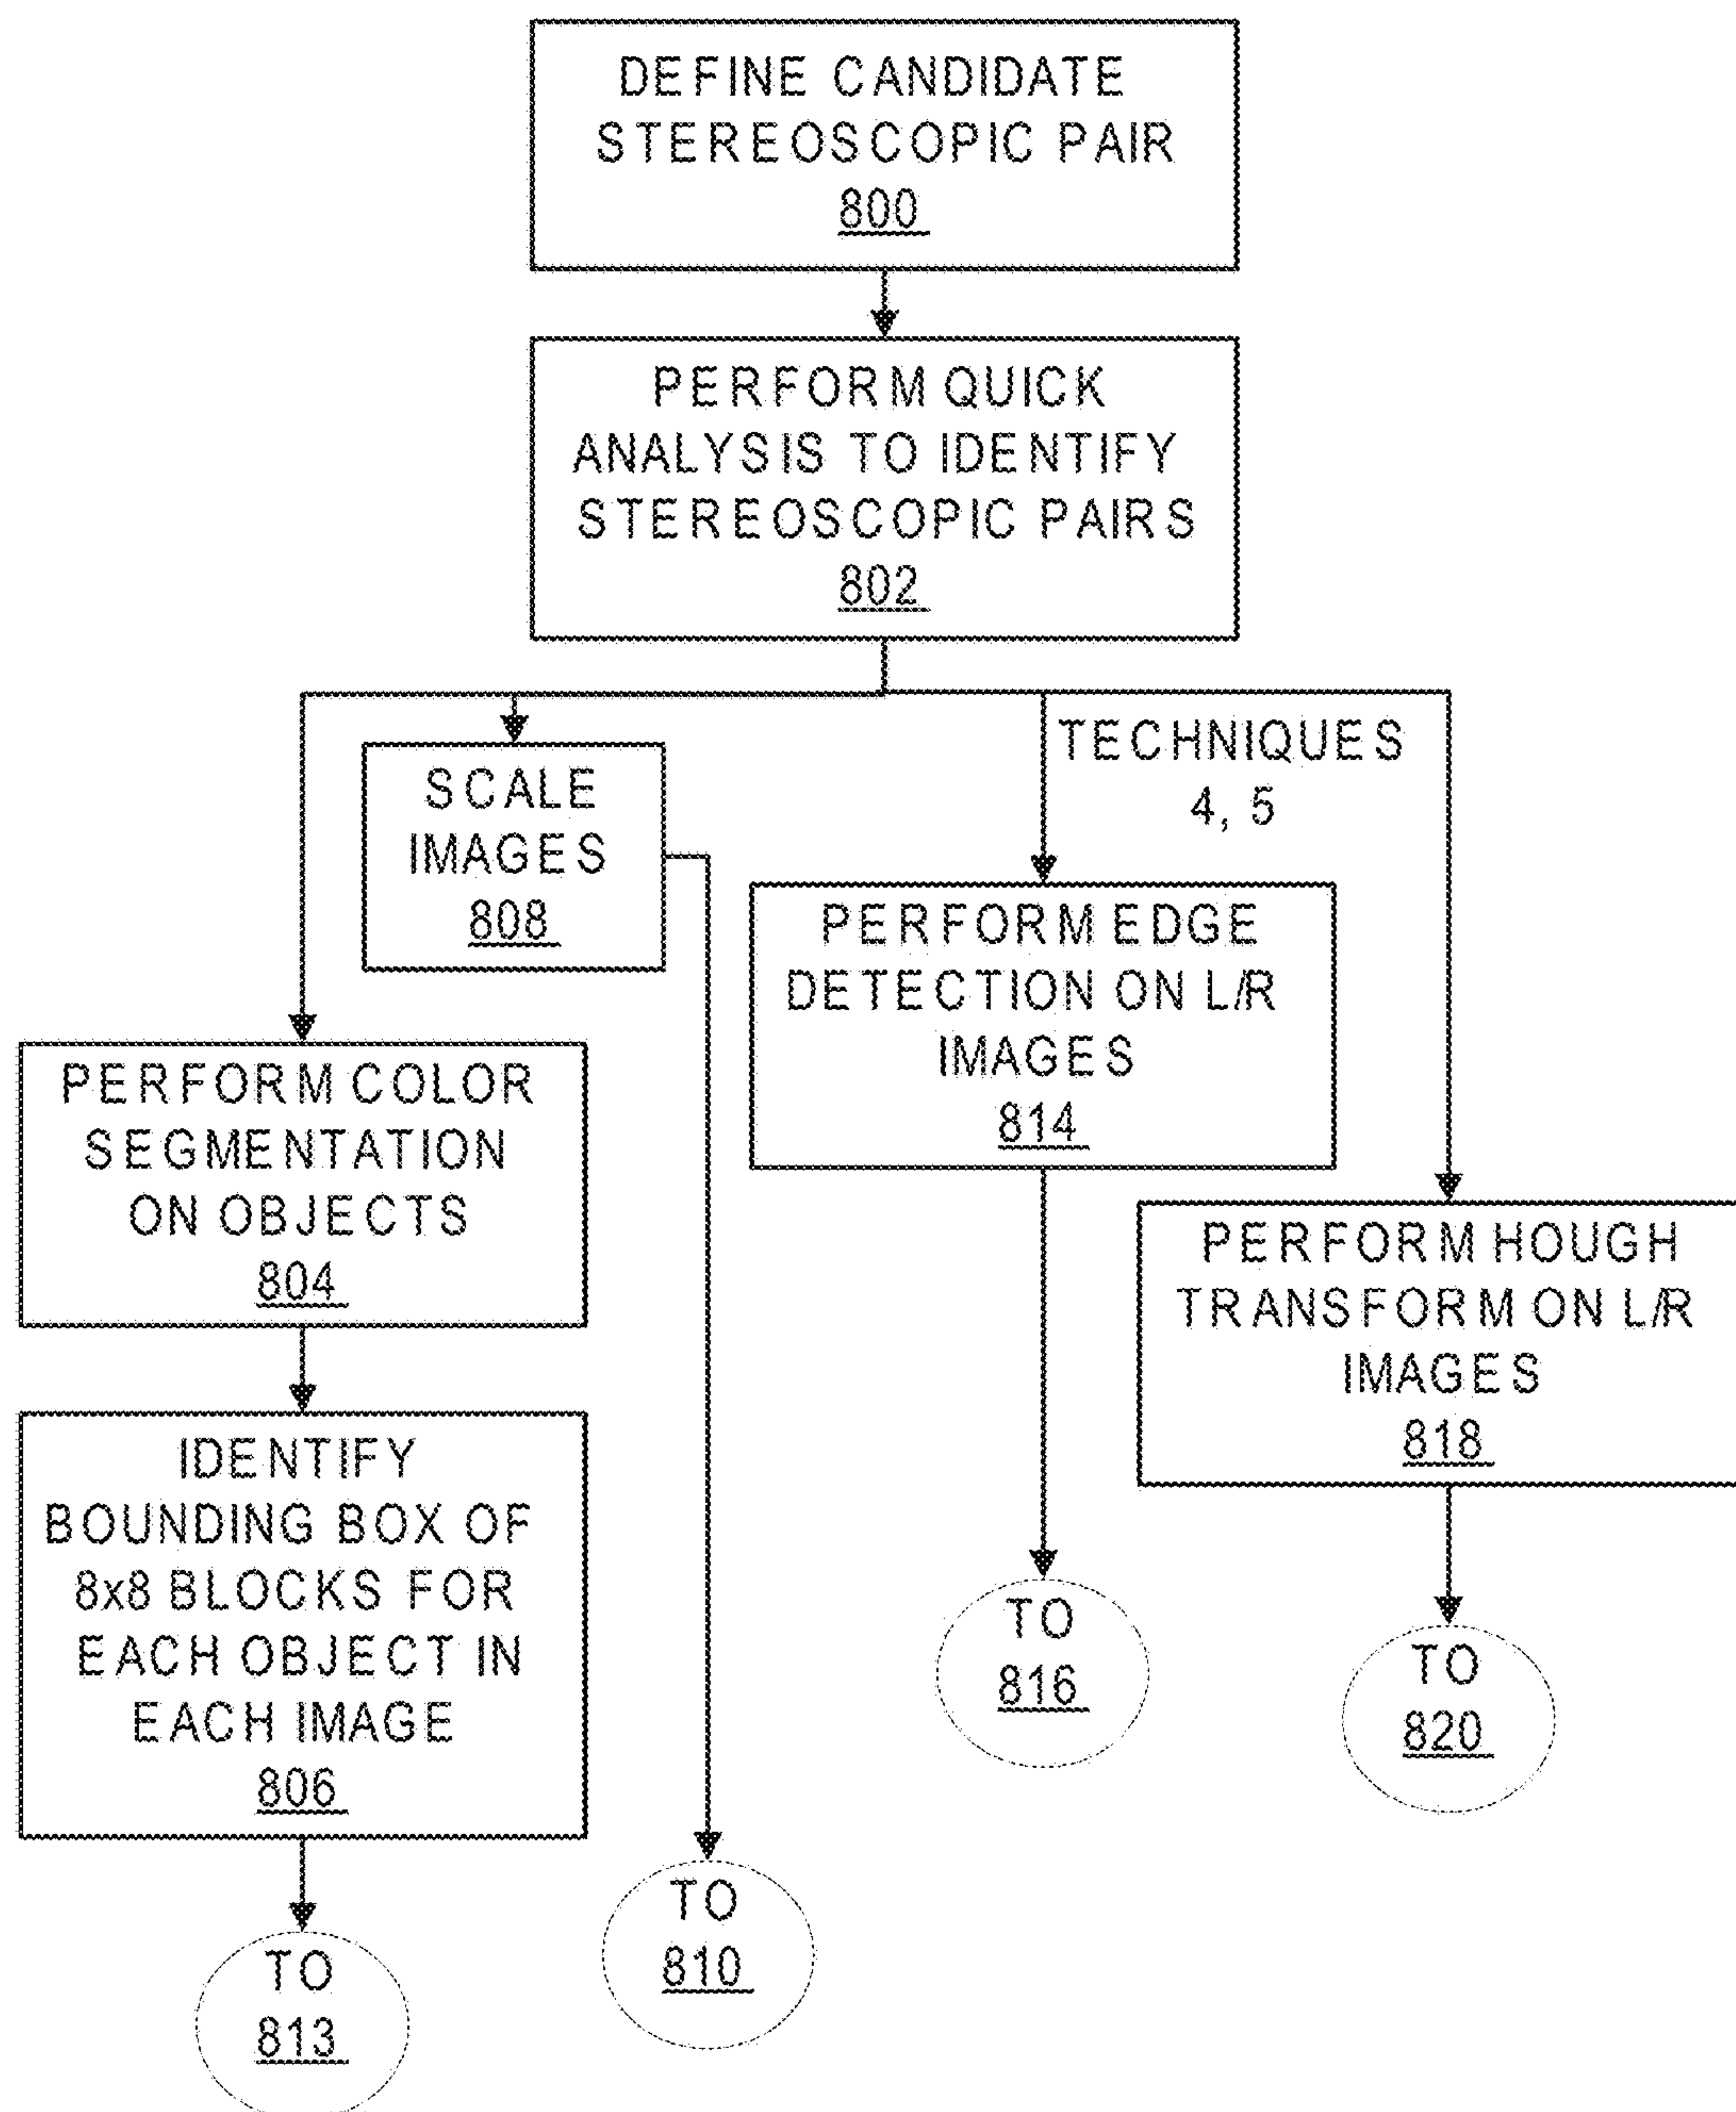 DEFINE CANDIDATE
STEREOSCOPIC PAIR
800
PERFORM QUICK
ANALYSIS TO IDENTIFY
STEREOSCOPIC PAIRS
802
TECHNIQUES
4, 5
SCALE
IMAGES
808
PERFORM EDGE
DETECTION ON L/R
IMAGES
814
PERFORM COLOR
SEGMENTATION
ON OBJECTS
804
PERFORM HOUGH
TRANSFORM ON L/R
IMAGES
818
IDENTIFY
BOUNDING BOX OF
8x8 BLOCKS FOR
EACH OBJECT IN
EACH IMAGE
806
TO
816
TO
820
TO
810
TO
813